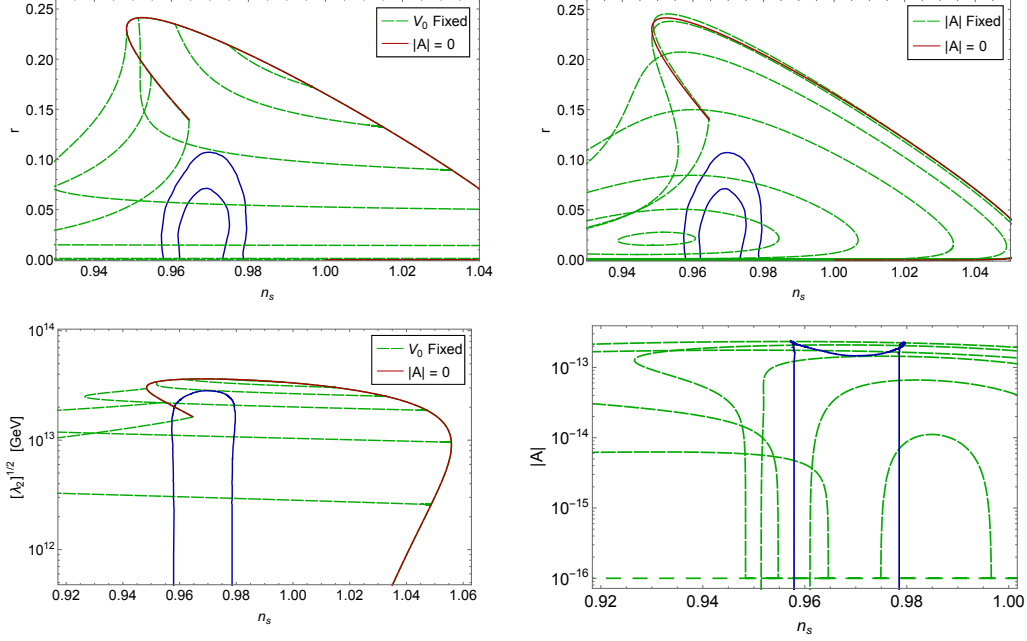 0.25
0.20
0.15
0.10
0.05
0.00
r
0.94 0.96 0.98 1.00 1.02 1.04
n_s
V_0 Fixed
|A| = 0
0.25
0.20
0.15
0.10
0.05
0.00
r
0.94 0.96 0.98 1.00 1.02 1.04
n_s
|A| Fixed
|A| = 0
10^14
10^13
10^12
[λ_2]^1/2 [GeV]
0.92 0.94 0.96 0.98 1.00 1.02 1.04 1.06
n_s
V_0 Fixed
|A| = 0
10^-13
10^-14
10^-15
10^-16
|A|
0.92 0.94 0.96 0.98 1.00
n_s